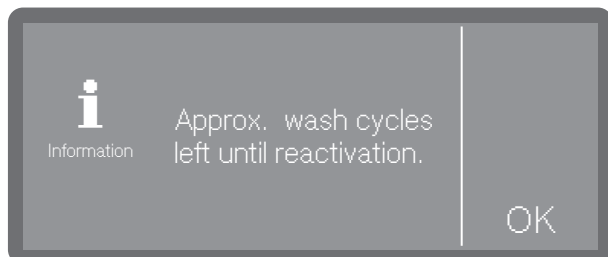 Information
Approx.  wash cycles
left until reactivation.
OK